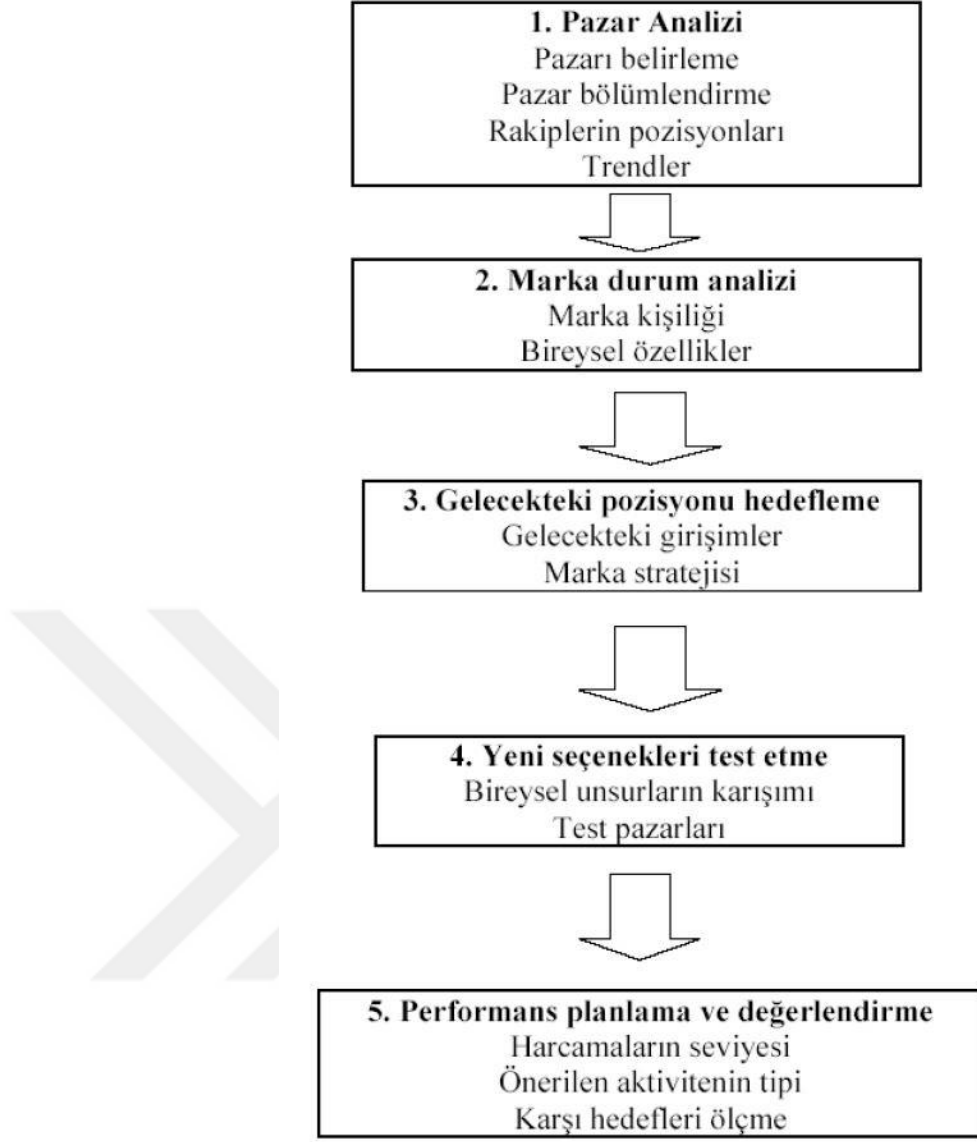 1. Pazar Analizi
Pazarı belirleme
Pazar bölümlendirme
Rakiplerin pozisyonları
Trendler
2. Marka durum analizi
Marka kişiliği
Bireysel özellikler
3. Gelecekteki pozisyonu hedefleme
Gelecekteki girişimler
Marka stratejisi
4. Yeni seçenekleri test etme
Bireysel unsurların karışımı
Test pazarları
5. Performans planlama ve değerlendirme
Harcamaların seviyesi
Önerilen aktivitenin tipi
Karşı hedefleri ölçme